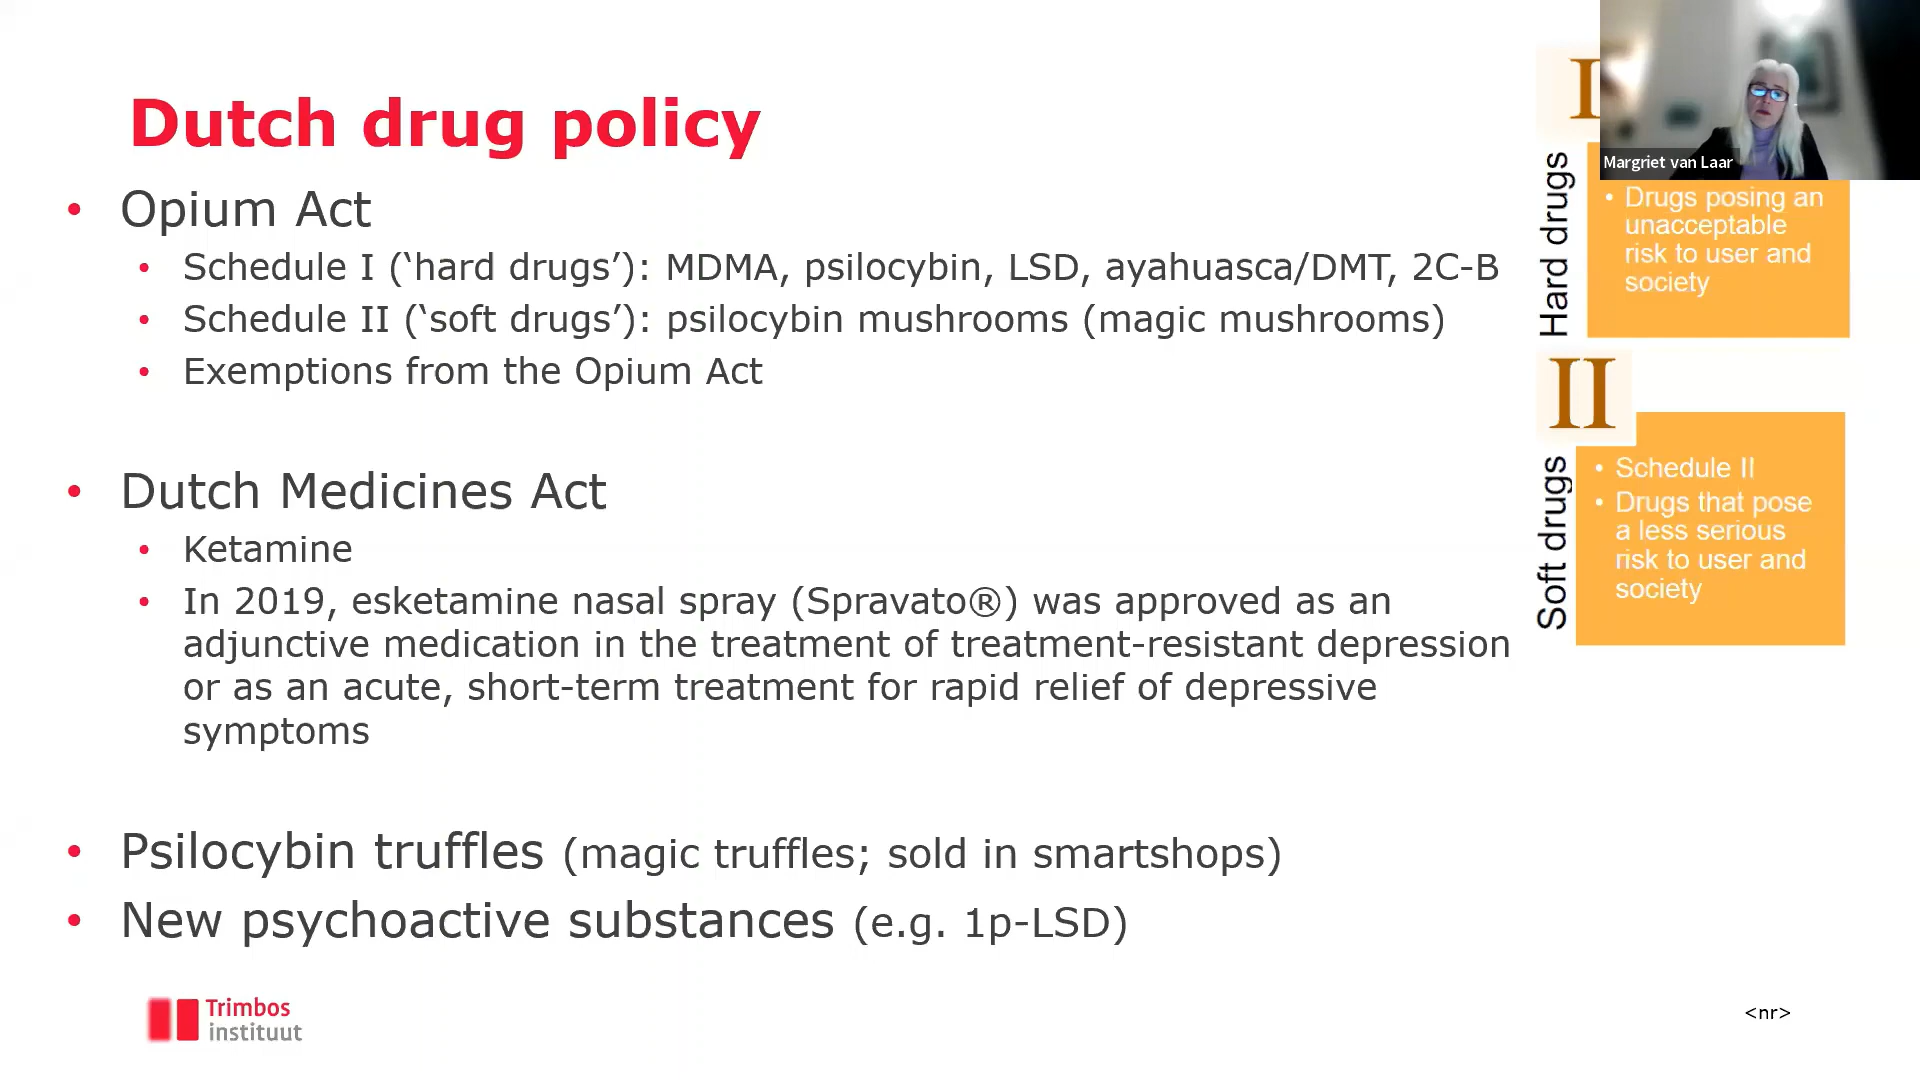 Dutch drug policy
• Opium Act
• Schedule I (‘hard drugs’): MDMA, psilocybin, LSD, ayahuasca/DMT, 2C-B
• Schedule II (‘soft drugs’): psilocybin mushrooms (magic mushrooms)
• Exemptions from the Opium Act
• Dutch Medicines Act
• Ketamine
• In 2019, esketamine nasal spray (Spravato®) was approved as an
adjunctive medication in the treatment of treatment-resistant depression
or as an acute, short-term treatment for rapid relief of depressive
symptoms
• Psilocybin truffles (magic truffles; sold in smartshops)
• New psychoactive substances (e.g. 1p-LSD)
I
Margriet van Laar
Hard drugs
• Drugs posing an
unacceptable
risk to user and
society
II
Soft drugs
• Schedule II
• Drugs that pose
a less serious
risk to user and
society
Trimbos
instituut
<nr>